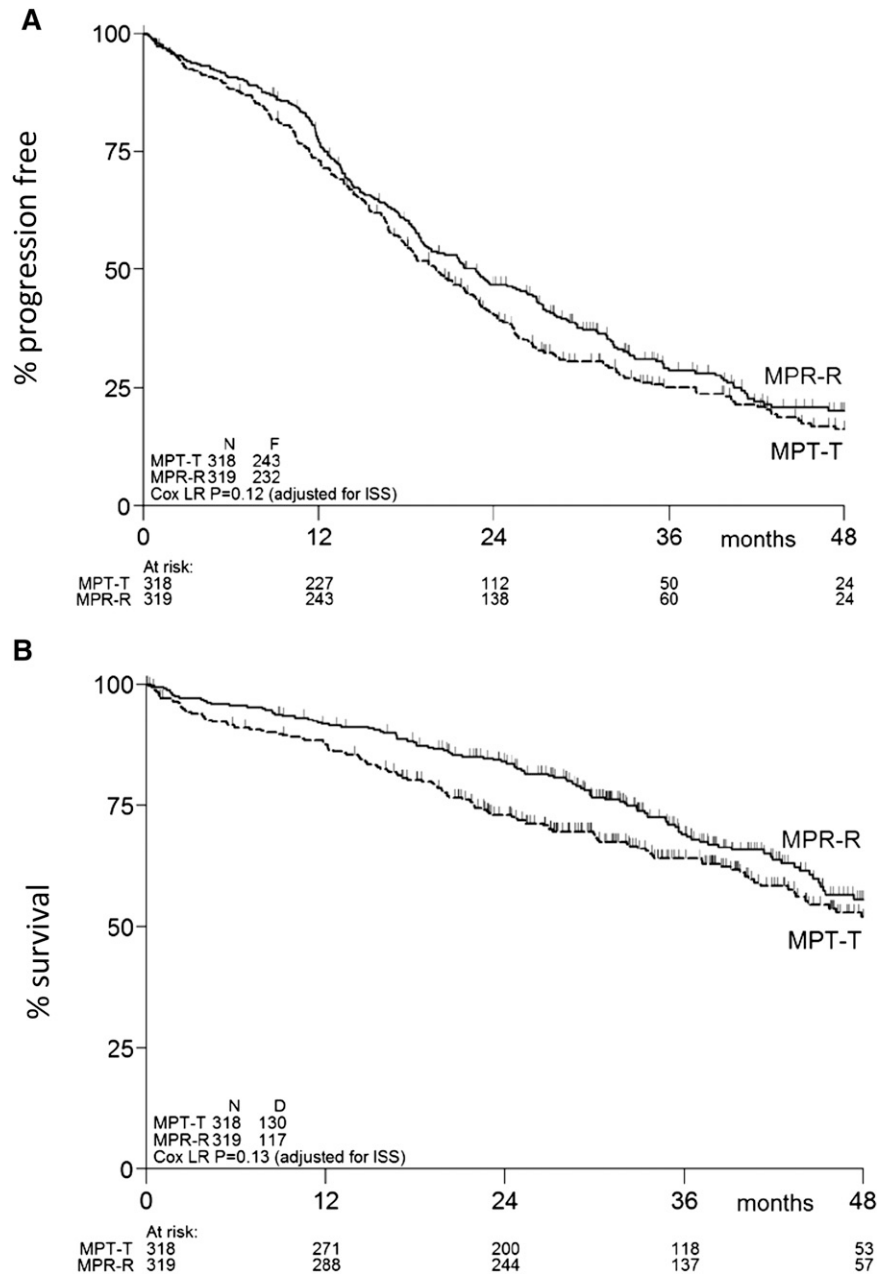 A
100
75
50
25
0
% progression free
MPR-R
MPT-T
N F
MPT-T 318 243
MPR-R 319 232
Cox LR P=0.12 (adjusted for ISS)
0 12 24 36 months 48
At risk:
MPT-T 318 227 112 50 24
MPR-R 319 243 138 60 24
B
100
75
50
25
0
% survival
MPR-R
MPT-T
N D
MPT-T 318 130
MPR-R 319 117
Cox LR P=0.13 (adjusted for ISS)
0 12 24 36 months 48
At risk:
MPT-T 318 271 200 118 53
MPR-R 319 288 244 137 57